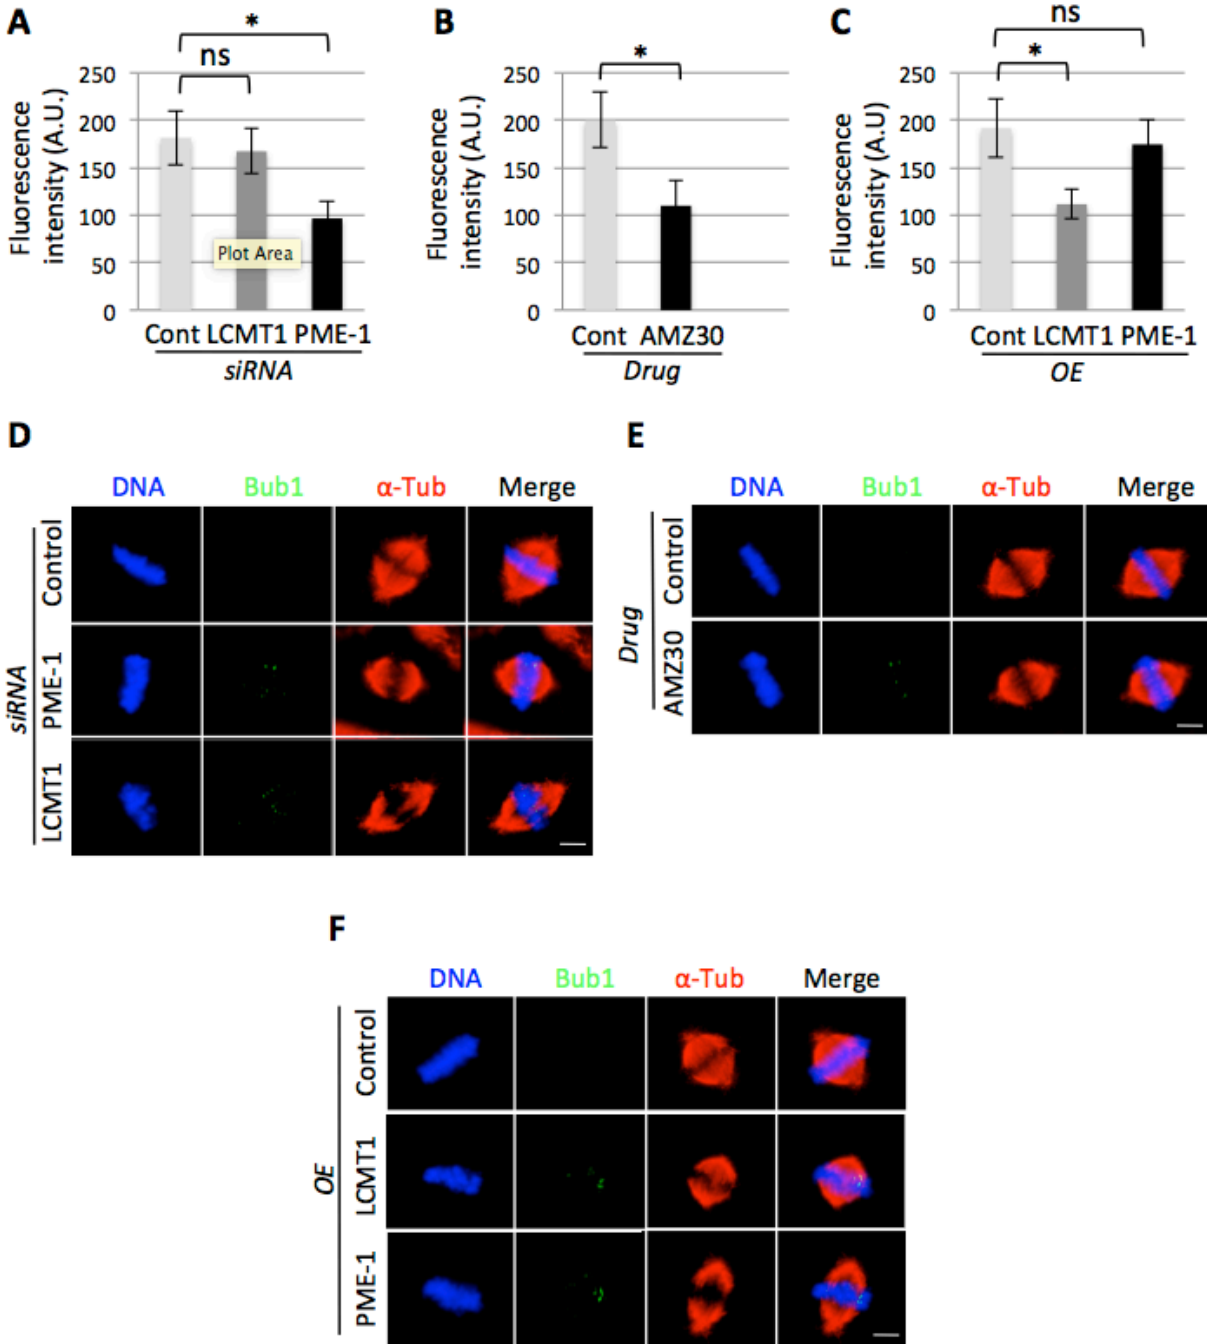 A
*
ns
Fluorescence
intensity (A.U.)
250
200
150
100
50
0
Plot Area
Cont LCMT1 PME-1
siRNA
B
*
Fluorescence
intensity (A.U.)
250
200
150
100
50
0
Cont AMZ30
Drug
C
ns
*
Fluorescence
intensity (A.U)
250
200
150
100
50
0
Cont LCMT1 PME-1
OE
D
DNA Bub1 α-Tub Merge
siRNA
Control
PME-1
LCMT1
E
DNA Bub1 α-Tub Merge
Drug
Control
AMZ30
F
DNA Bub1 α-Tub Merge
OE
Control
LCMT1
PME-1